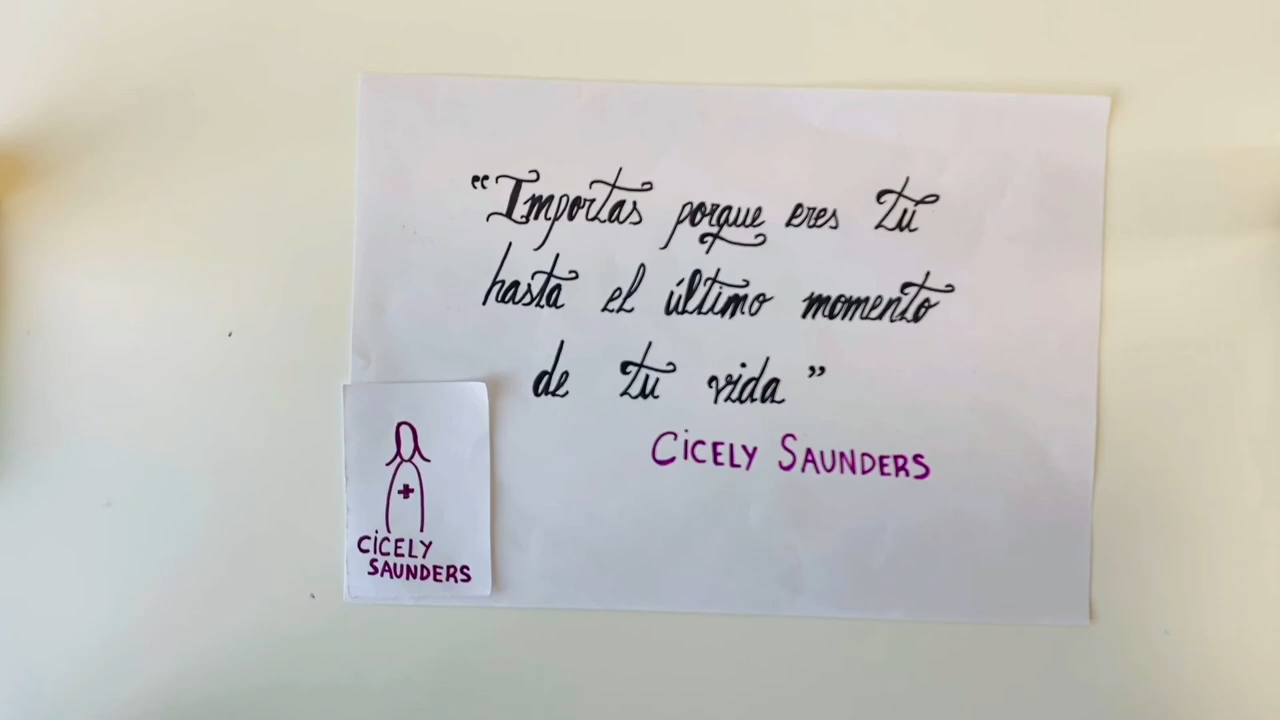 “Importas porque eres tú
hasta el último momento
de tu vida”
CiCELY SAUNDERS
CiCELY
SAUNDERS